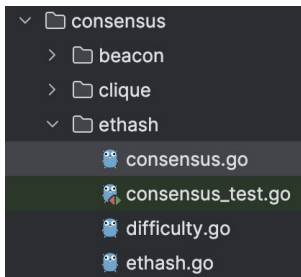 consensus
beacon
clique
ethash
consensus.go
consensus_test.go
difficulty.go
ethash.go